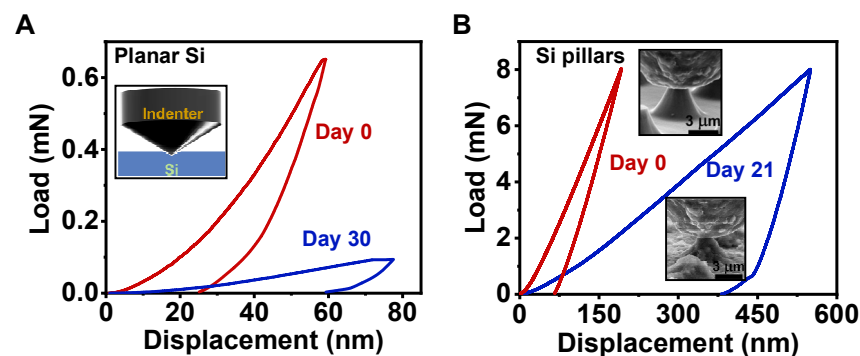 A
Planar Si
Indenter
Si
Day 0
Day 30
Load (mN)
0.6
0.4
0.2
0.0
0 20 40 60 80
Displacement (nm)
B
Si pillars
3 μm
Day 0
Day 21
3 μm
Load (mN)
8
6
4
2
0
0 150 300 450 600
Displacement (nm)